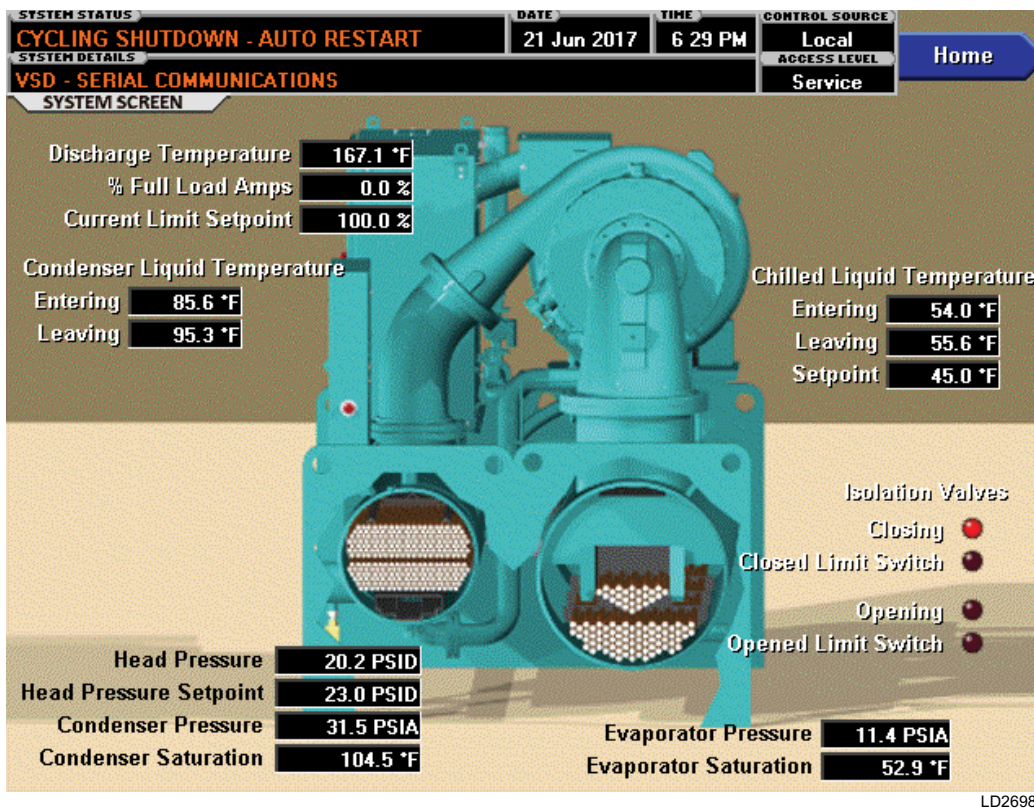 SYSTEM STATUS
CYCLING SHUTDOWN - AUTO RESTART
DATE
21 Jun 2017
TIME
6 29 PM
CONTROL SOURCE
Local
SYSTEM DETAILS
VSD - SERIAL COMMUNICATIONS
ACCESS LEVEL
Service
Home
SYSTEM SCREEN
Discharge Temperature 167.1 °F
% Full Load Amps 0.0 %
Current Limit Setpoint 100.0 %
Condenser Liquid Temperature
Entering 85.6 °F
Leaving 95.3 °F
Chilled Liquid Temperature
Entering 54.0 °F
Leaving 55.6 °F
Setpoint 45.0 °F
Isolation Valves
Closing
Closed Limit Switch
Opening
Opened Limit Switch
Head Pressure 20.2 PSID
Head Pressure Setpoint 23.0 PSID
Condenser Pressure 31.5 PSIA
Condenser Saturation 104.5 °F
Evaporator Pressure 11.4 PSIA
Evaporator Saturation 52.9 °F
LD2698